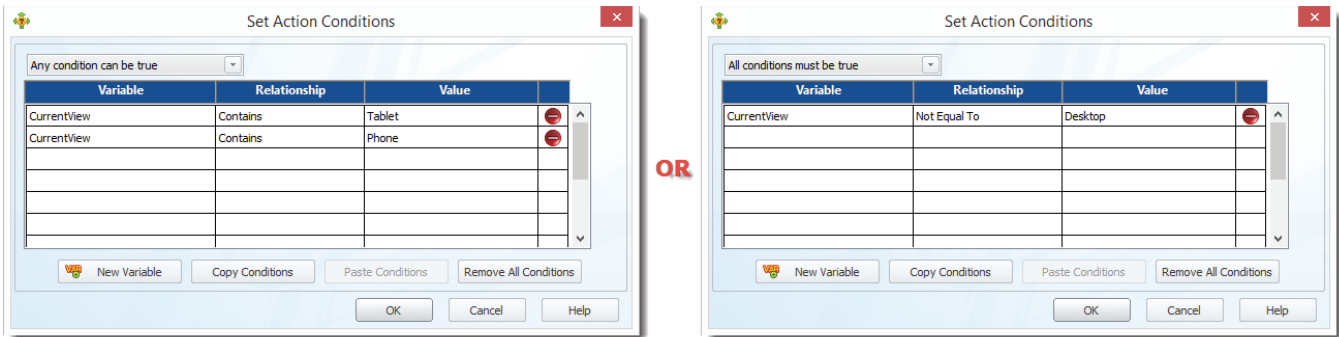 Set Action Conditions
Any condition can be true
Variable Relationship Value
CurrentView Contains Tablet
CurrentView Contains Phone
VAR New Variable Copy Conditions Paste Conditions Remove All Conditions
OK Cancel Help
OR
Set Action Conditions
All conditions must be true
Variable Relationship Value
CurrentView Not Equal To Desktop
VAR New Variable Copy Conditions Paste Conditions Remove All Conditions
OK Cancel Help